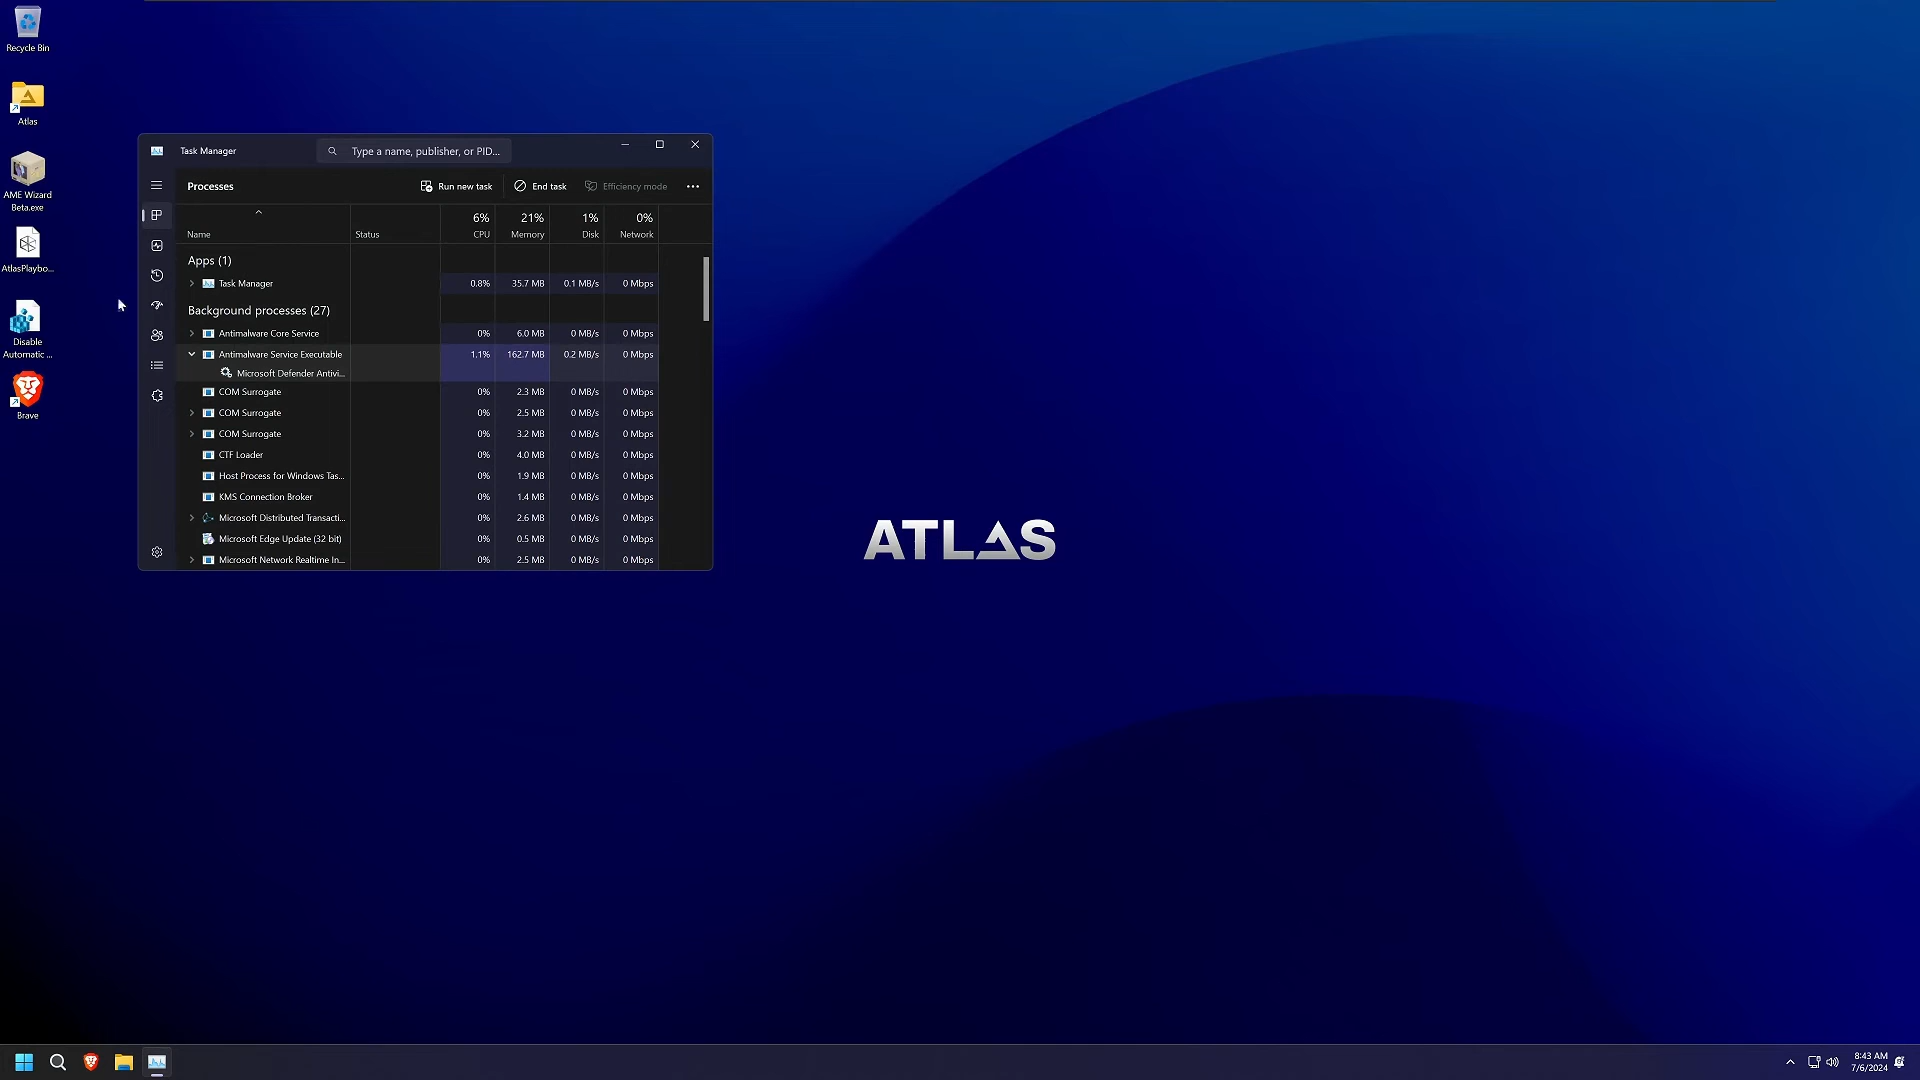 Recycle Bin
Atlas
AME Wizard
Beta.exe
AtlasPlaybo...
Disable
Automatic ...
Brave
Task Manager
Type a name, publisher, or PID...
Processes
Run new task
End task
Efficiency mode
6% 21% 1% 0%
Name Status CPU Memory Disk Network
Apps (1)
Task Manager 0.8% 35.7 MB 0.1 MB/s 0 Mbps
Background processes (27)
Antimalware Core Service 0% 6.0 MB 0 MB/s 0 Mbps
Antimalware Service Executable 1.1% 162.7 MB 0.2 MB/s 0 Mbps
Microsoft Defender Antivi...
COM Surrogate 0% 2.3 MB 0 MB/s 0 Mbps
COM Surrogate 0% 2.5 MB 0 MB/s 0 Mbps
COM Surrogate 0% 3.2 MB 0 MB/s 0 Mbps
CTF Loader 0% 4.0 MB 0 MB/s 0 Mbps
Host Process for Windows Tas... 0% 1.9 MB 0 MB/s 0 Mbps
KMS Connection Broker 0% 1.4 MB 0 MB/s 0 Mbps
Microsoft Distributed Transacti... 0% 2.6 MB 0 MB/s 0 Mbps
Microsoft Edge Update (32 bit) 0% 0.5 MB 0 MB/s 0 Mbps
Microsoft Network Realtime In... 0% 2.5 MB 0 MB/s 0 Mbps
ATLAS
8:43 AM
7/6/2024